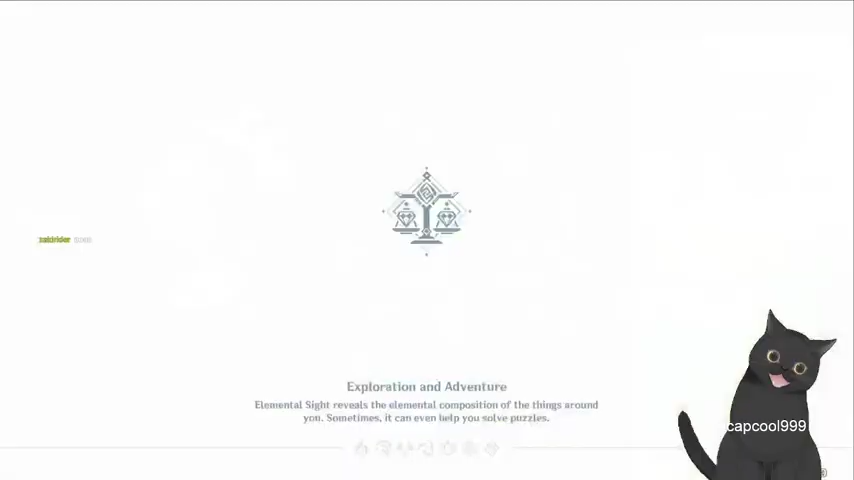 zaidrider
Exploration and Adventure
Elemental Sight reveals the elemental composition of the things around
you. Sometimes, it can even help you solve puzzles.
capcool999